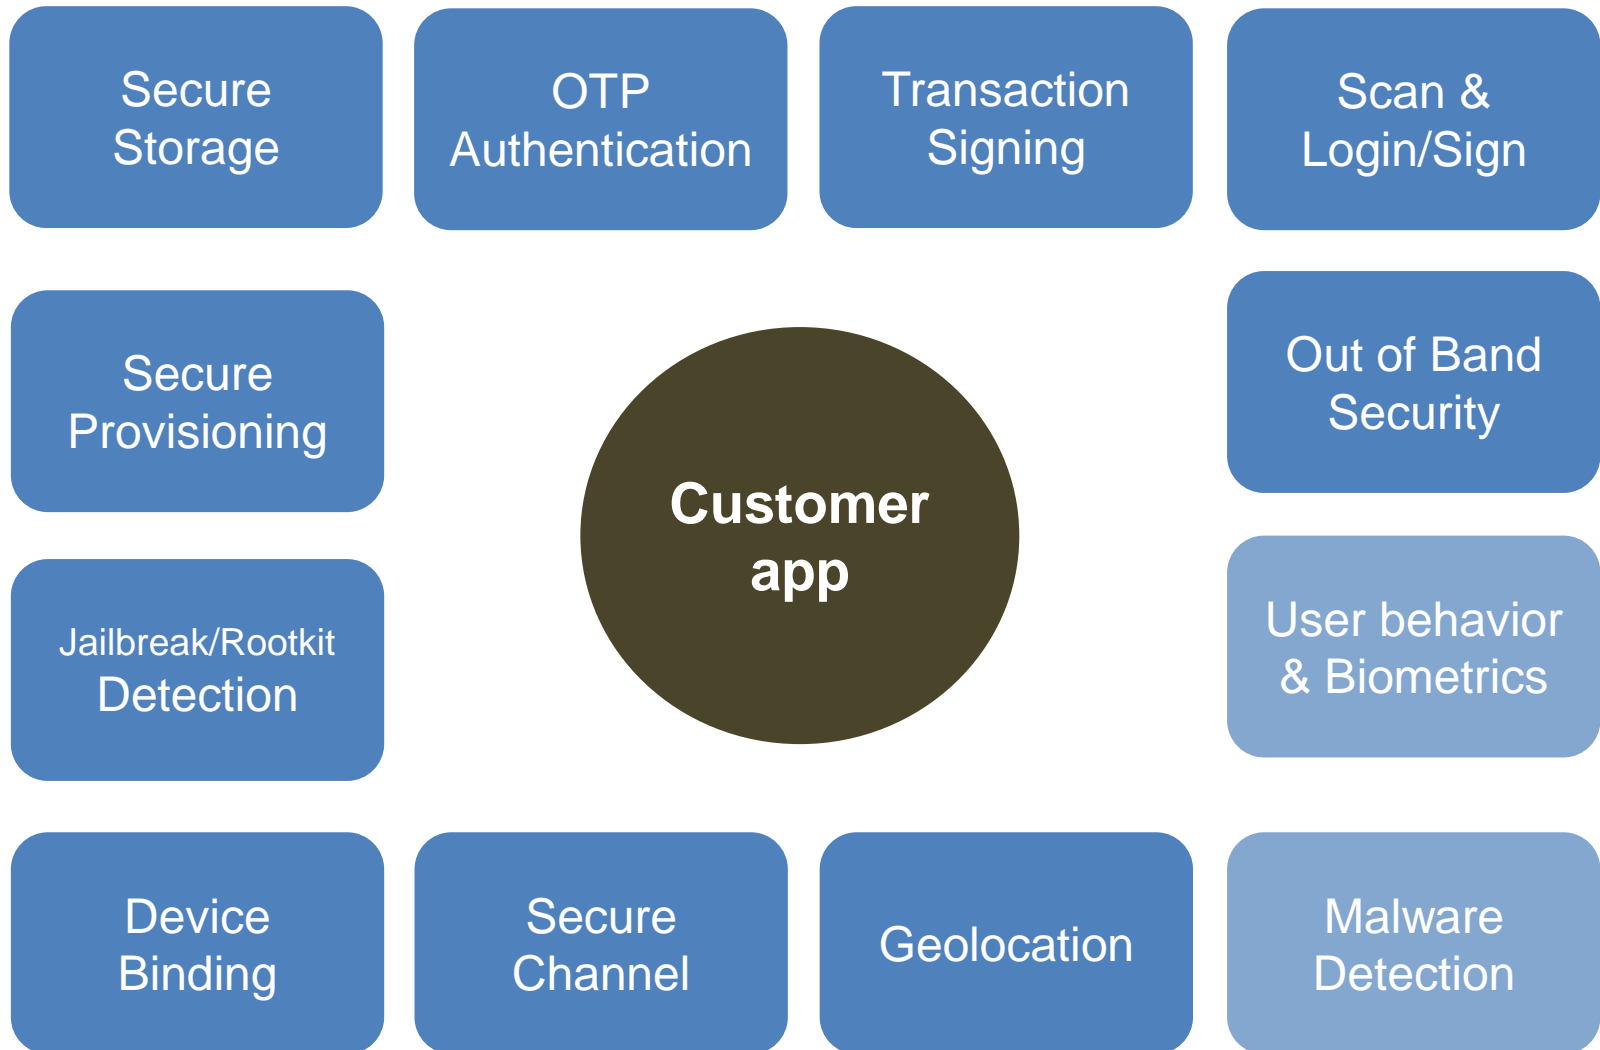 Secure
Storage
OTP
Authentication
Transaction
Signing
Scan &
Login/Sign
Secure
Provisioning
Out of Band
Security
Customer
app
Jailbreak/Rootkit
Detection
User behavior
& Biometrics
Device
Binding
Secure
Channel
Geolocation
Malware
Detection